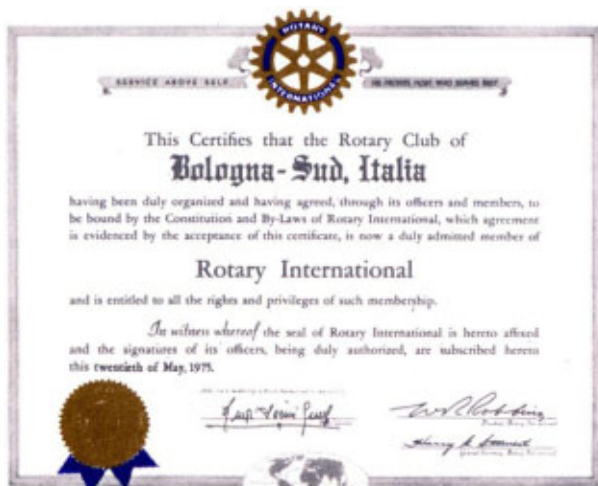 ROTARY
INTERNATIONAL
SERVICE ABOVE SELF
HE PROFITS MOST WHO SERVES BEST
This Certifies that the Rotary Club of
Bologna-Sud, Italia
having been duly organized and having agreed, through its officers and members, to
be bound by the Constitution and By-Laws of Rotary International, which agreement
is evidenced by the acceptance of this certificate, is now a duly admitted member of
Rotary International
and is entitled to all the rights and privileges of such membership.
In witness whereof the seal of Rotary International is hereto affixed
and the signatures of its officers, being duly authorized, are subscribed hereto
this twentieth of May, 1975.